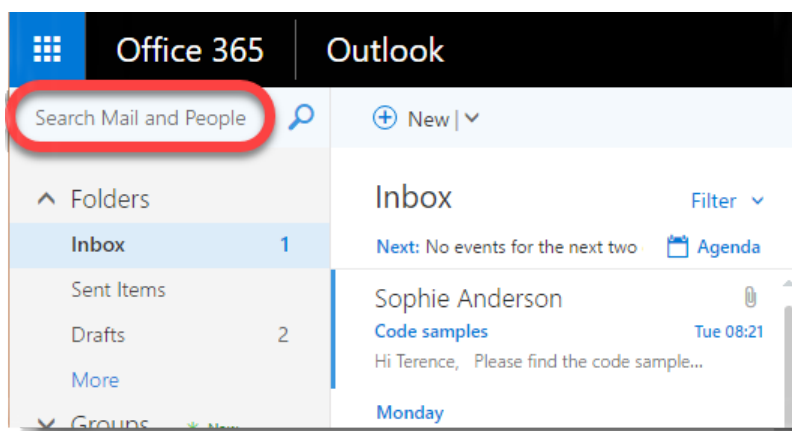 Office 365 Outlook
Search Mail and People
New
Folders
Inbox 1
Sent Items
Drafts 2
More
Groups New
Inbox Filter
Next: No events for the next two Agenda
Sophie Anderson
Code samples Tue 08:21
Hi Terence, Please find the code sample...
Monday